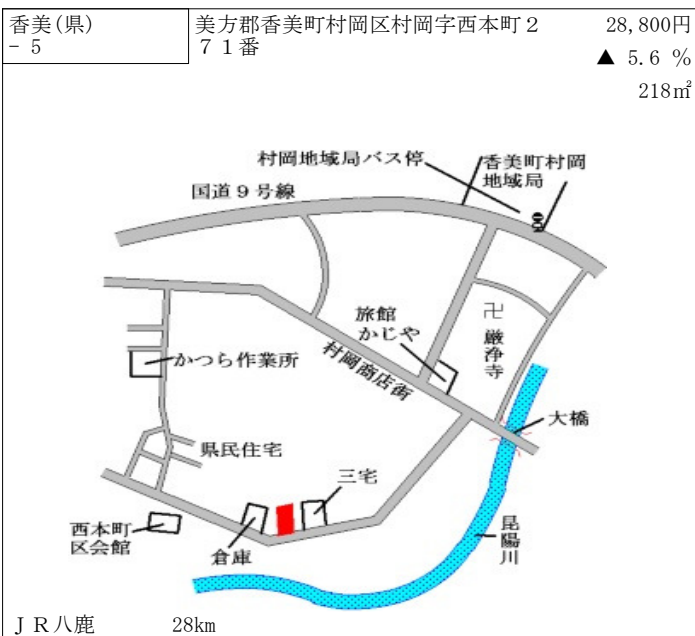 香美(県)
- 5
美方郡香美町村岡区村岡字西本町２
７１番
28,800円
▲ 5.6 %
218㎡
村岡地域局バス停
香美町村岡
地域局
国道９号線
旅館
かじや
卍
厳浄寺
村岡商店街
かつら作業所
大橋
県民住宅
三宅
西本町
区会館
倉庫
昆陽川
ＪＲ八鹿 28km